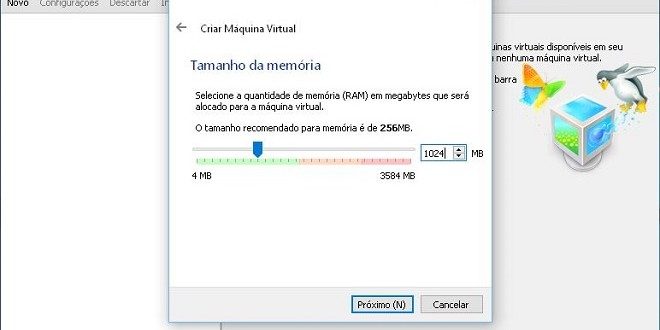 Novo Configurações Descartar
Criar Máquina Virtual
Tamanho da memória
uinas virtuais disponíveis em seu
nenhuma máquina virtual.
barra
Selecione a quantidade de memória (RAM) em megabytes que será
alocado para a máquina virtual.
O tamanho recomendado para memória é de 256MB.
1024 MB
4 MB 3584 MB
Próximo (N) Cancelar